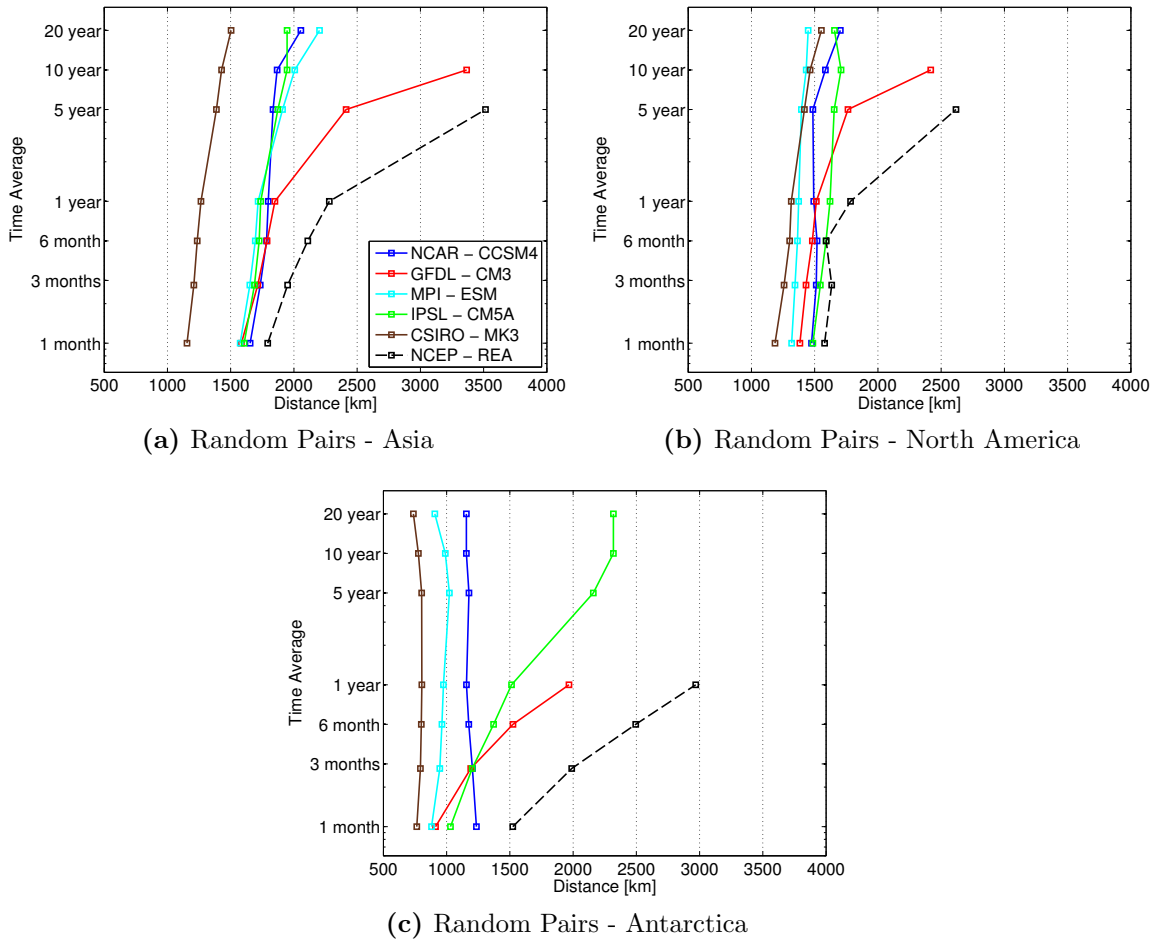 20 year
10 year
5 year
1 year
6 month
3 months
1 month
Time Average
500 1000 1500 2000 2500 3000 3500 4000
Distance [km]
NCAR – CCSM4
GFDL – CM3
MPI – ESM
IPSL – CM5A
CSIRO – MK3
NCEP – REA
(a) Random Pairs - Asia
20 year
10 year
5 year
1 year
6 month
3 months
1 month
Time Average
500 1000 1500 2000 2500 3000 3500 4000
Distance [km]
(b) Random Pairs - North America
20 year
10 year
5 year
1 year
6 month
3 months
1 month
Time Average
500 1000 1500 2000 2500 3000 3500 4000
Distance [km]
(c) Random Pairs - Antarctica